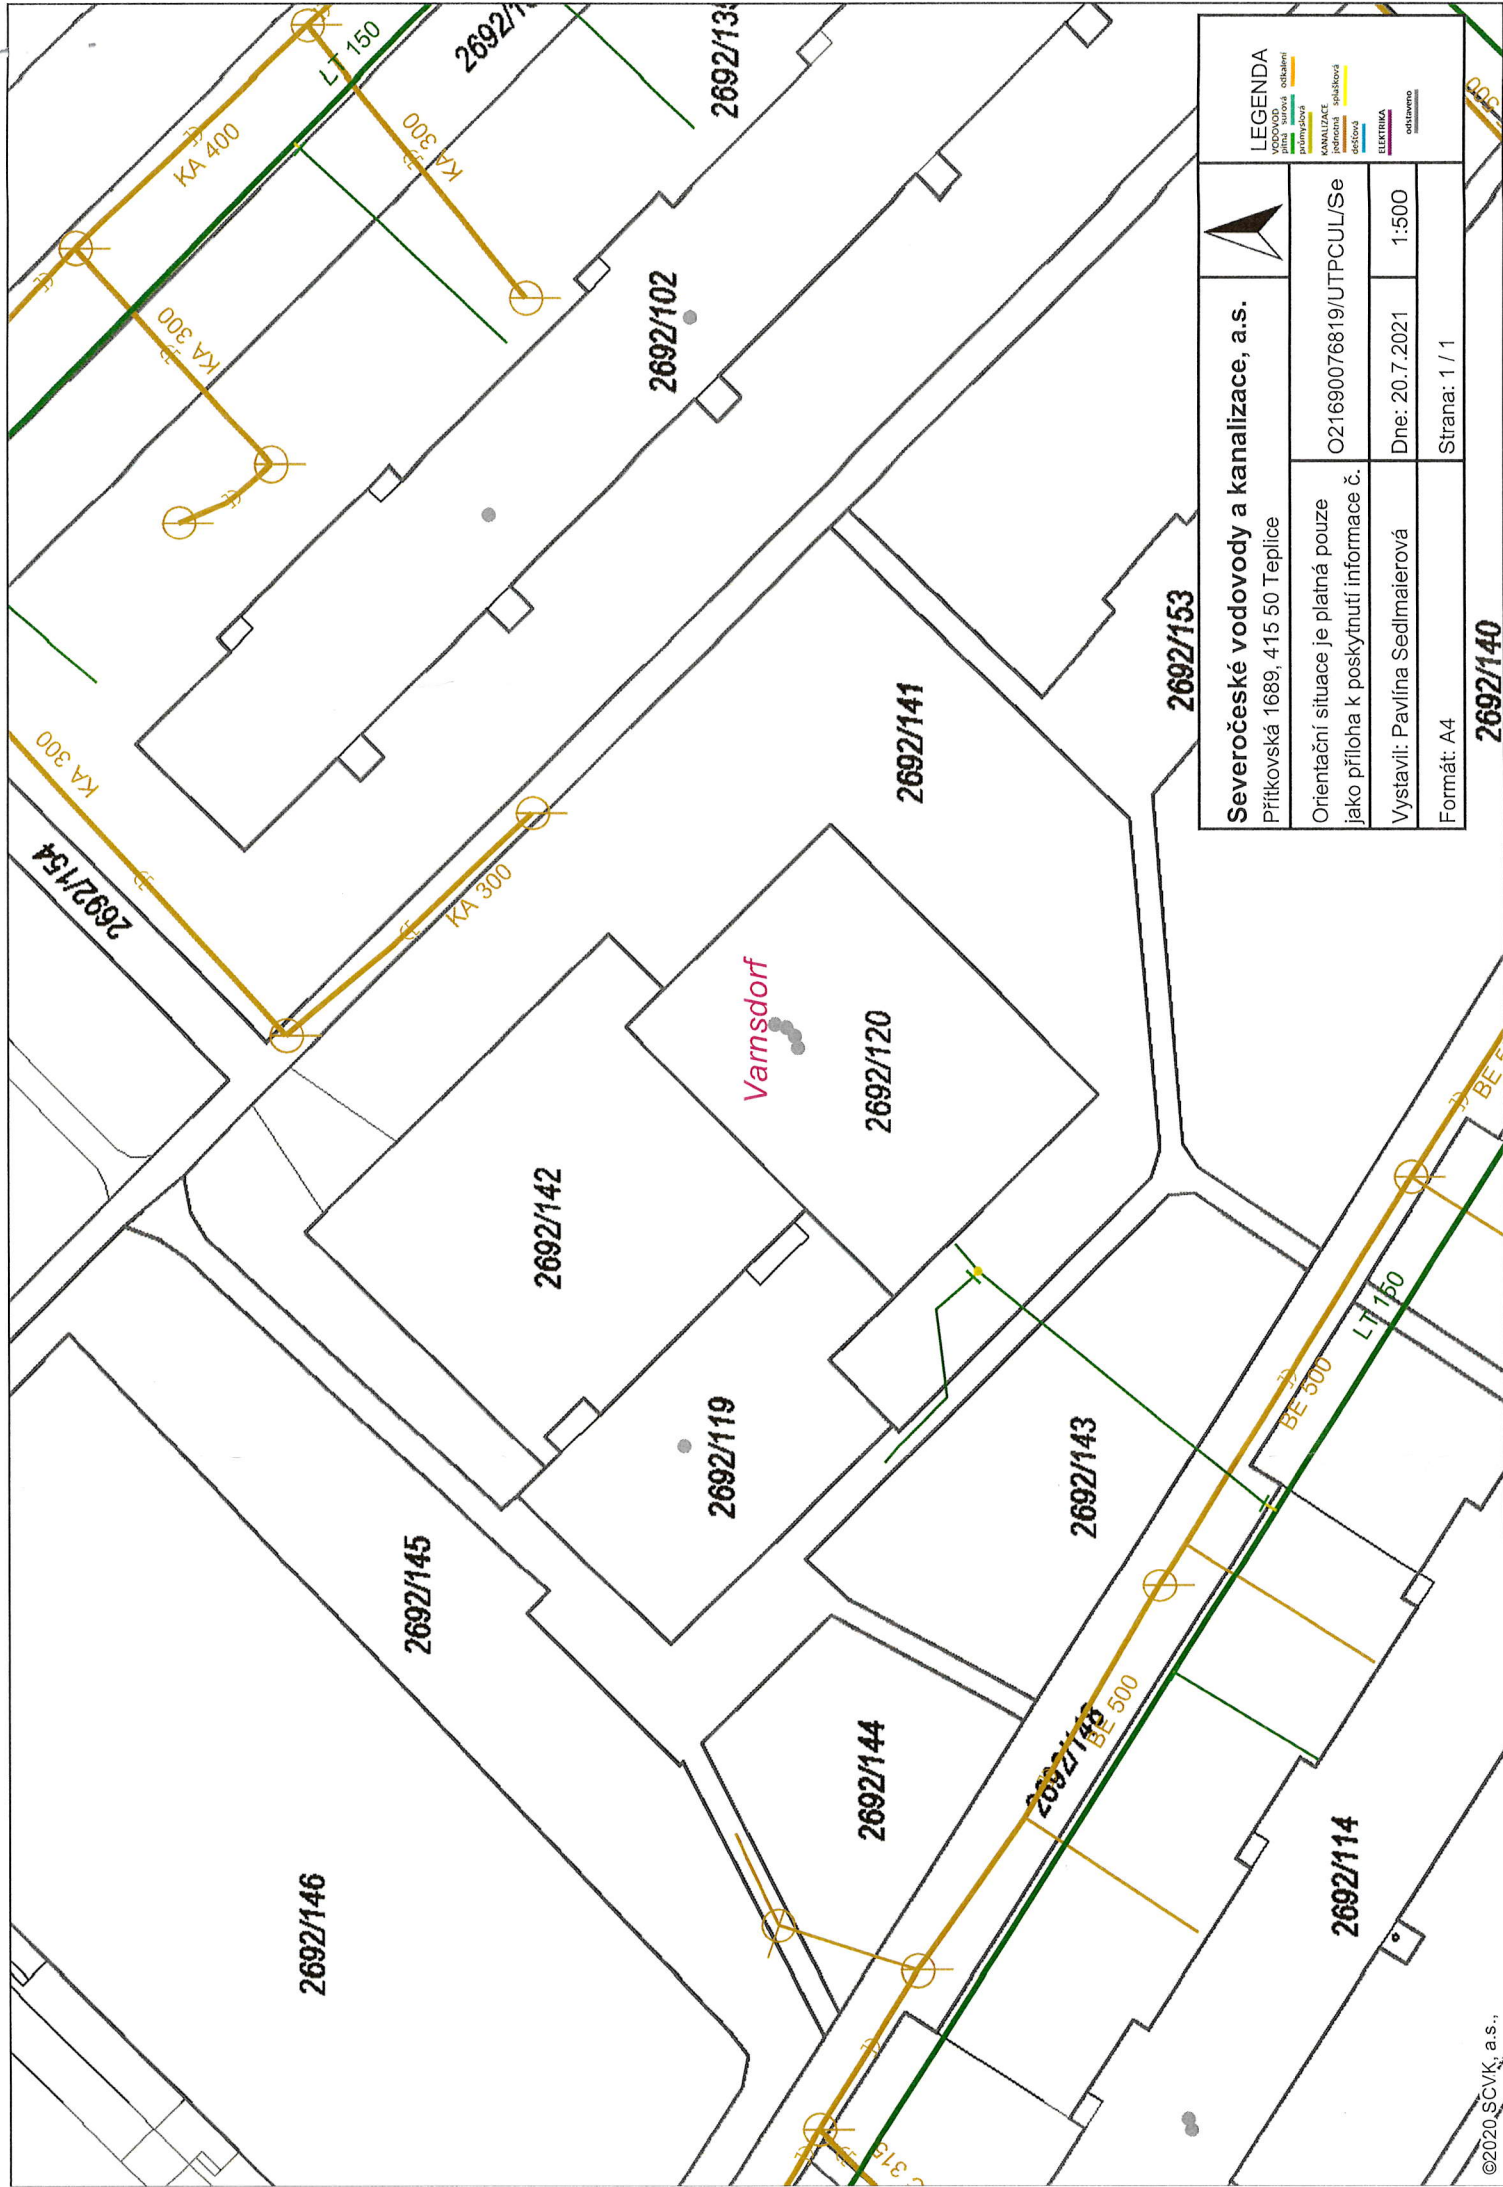 LT 150
KA 400
KA 300
KA 300
KA 300
KA 300
2692/102
2692/154
2692/141
2692/153
2692/140
Varnsdorf
2692/120
2692/142
2692/119
2692/145
2692/143
2692/144
2692/146
2692/114
LT 150
BE 500
BE 500
Severočeské vodovody a kanalizace, a.s.
Přítkovská 1689, 415 50 Teplice
Orientační situace je platná pouze
jako příloha k poskytnutí informace č.
O21690076819/UTPCUL/Se
Vystavil: Pavlína Sedlmaierová
Dne: 20.7.2021
1:500
Formát: A4
Strana: 1 / 1
LEGENDA
VODOVOD
pitná surová odkalení
průmyslová
KANALIZACE
jednotná splašková
dešťová
ELEKTRIKA
odstaveno
©2020 SČVK, a.s.,